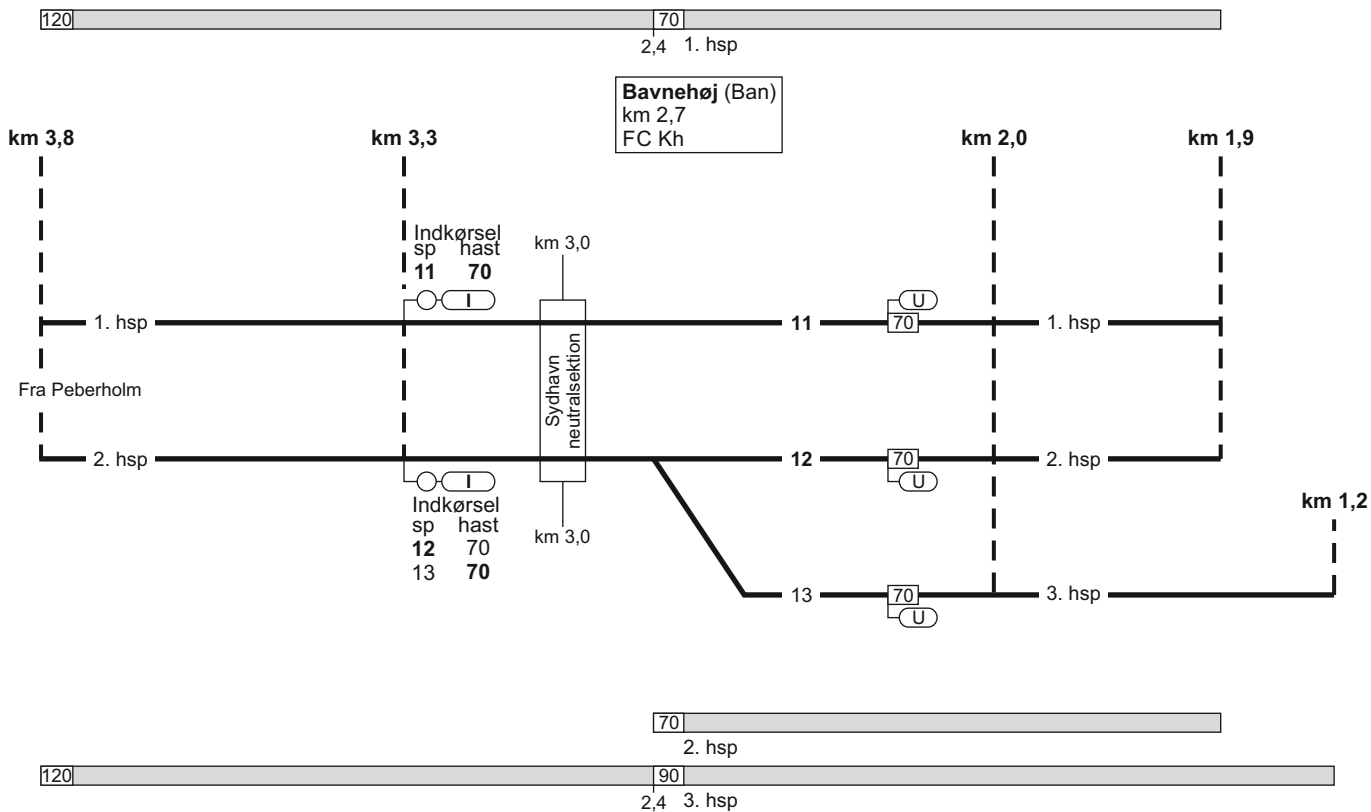 120
70
2,4
1. hsp
Bavnehøj (Ban)
km 2,7
FC Kh
km 3,8
km 3,3
km 2,0
km 1,9
Indkørsel
sp hast
11 70
km 3,0
I
U
1. hsp
11
70
1. hsp
Fra Peberholm
Sydhavn
neutralsektion
2. hsp
12
70
2. hsp
I
U
Indkørsel
sp hast
12 70
13 70
km 3,0
km 1,2
13
70
3. hsp
U
70
2. hsp
120
90
2,4
3. hsp